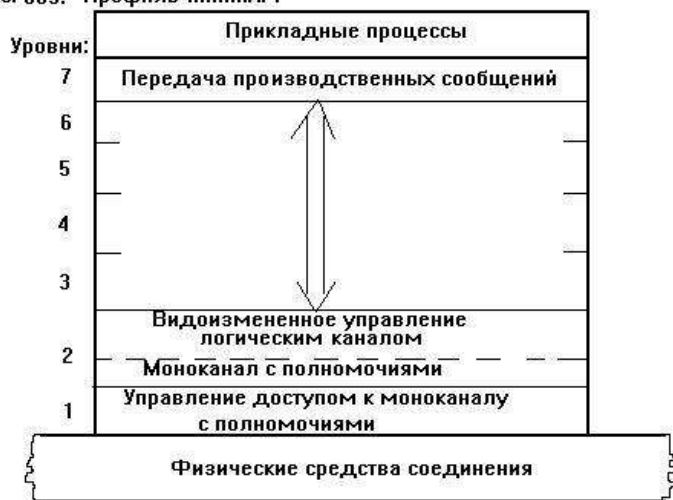 Прикладные процессы
Уровни:
7 Передача производственных сообщений
6
5
4
3
Видоизмененное управление
логическим каналом
2
Моноканал с полномочиями
Управление доступом к моноканалу
1
с полномочиями
Физические средства соединения